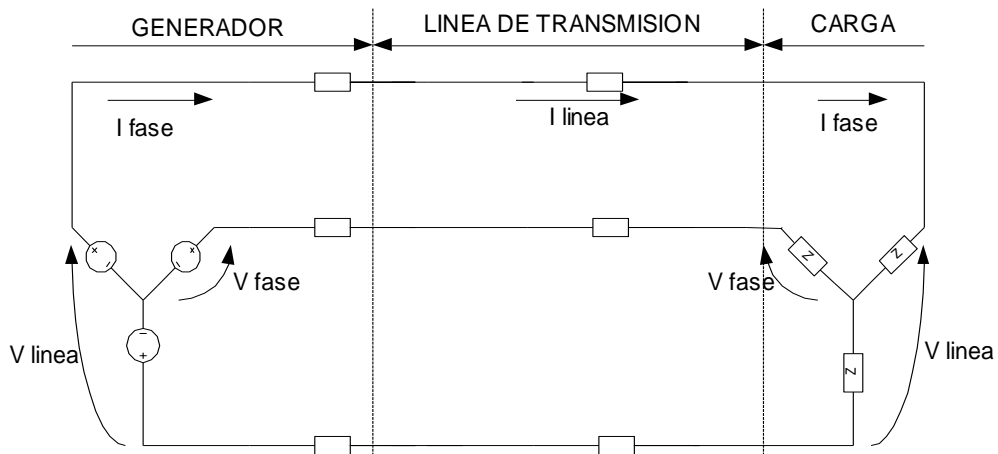 GENERADOR
LINEA DE TRANSMISION
CARGA
I fase
I linea
I fase
V fase
V fase
V linea
V linea
Z
Z
Z